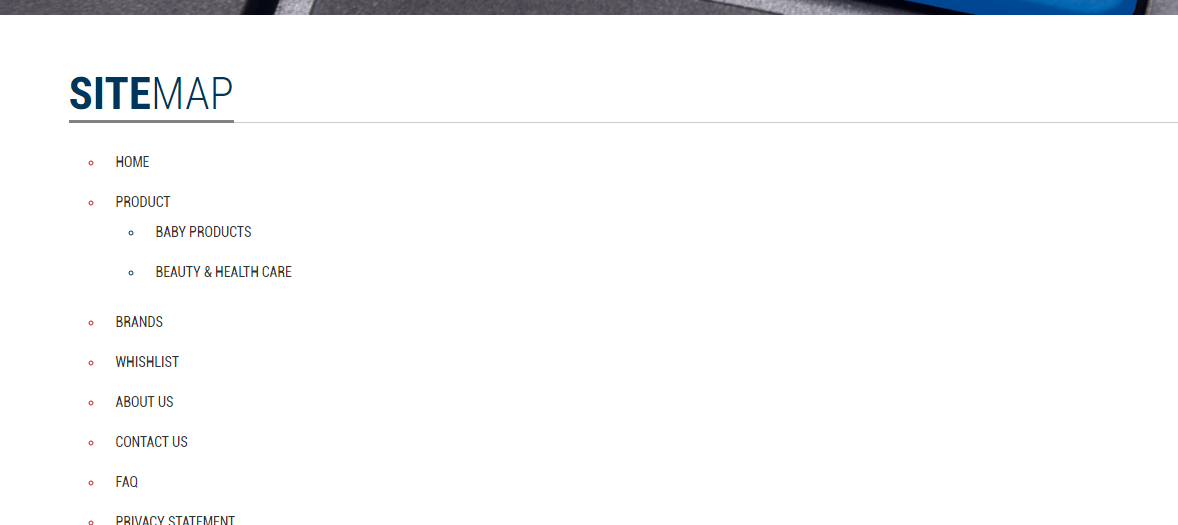 SITEMAP
HOME
PRODUCT
BABY PRODUCTS
BEAUTY & HEALTH CARE
BRANDS
WHISHLIST
ABOUT US
CONTACT US
FAQ
PRIVACY STATEMENT